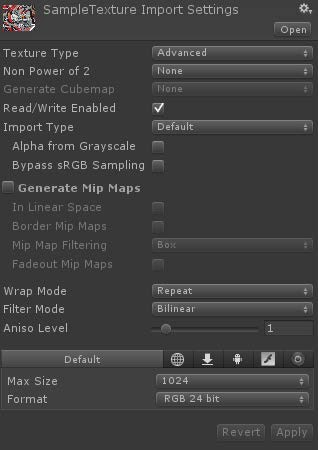 SampleTexture Import Settings
Open
Texture Type Advanced
Non Power of 2 None
Generate Cubemap None
Read/Write Enabled
Import Type Default
Alpha from Grayscale
Bypass sRGB Sampling
Generate Mip Maps
In Linear Space
Border Mip Maps
Mip Map Filtering Box
Fadeout Mip Maps
Wrap Mode Repeat
Filter Mode Bilinear
Aniso Level 1
Default
Max Size 1024
Format RGB 24 bit
Revert Apply